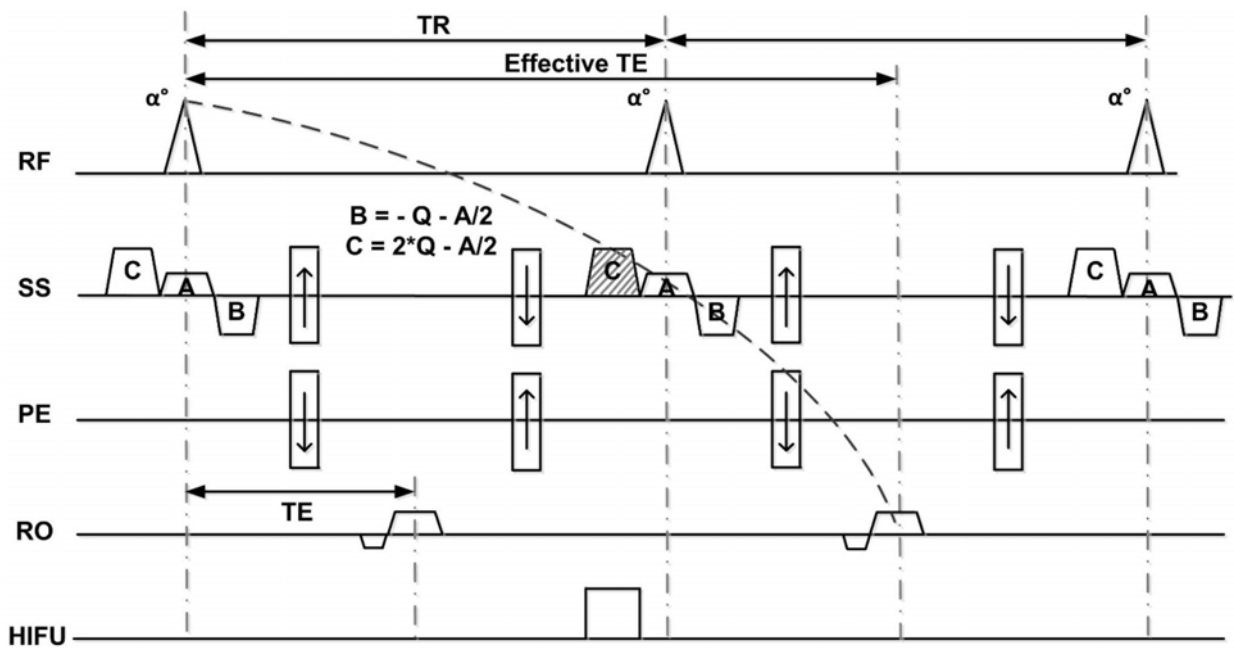 TR
Effective TE
α° α° α°
RF
B = - Q - A/2
C = 2*Q - A/2
C A B C A B C A B
SS
PE
TE
RO
HIFU